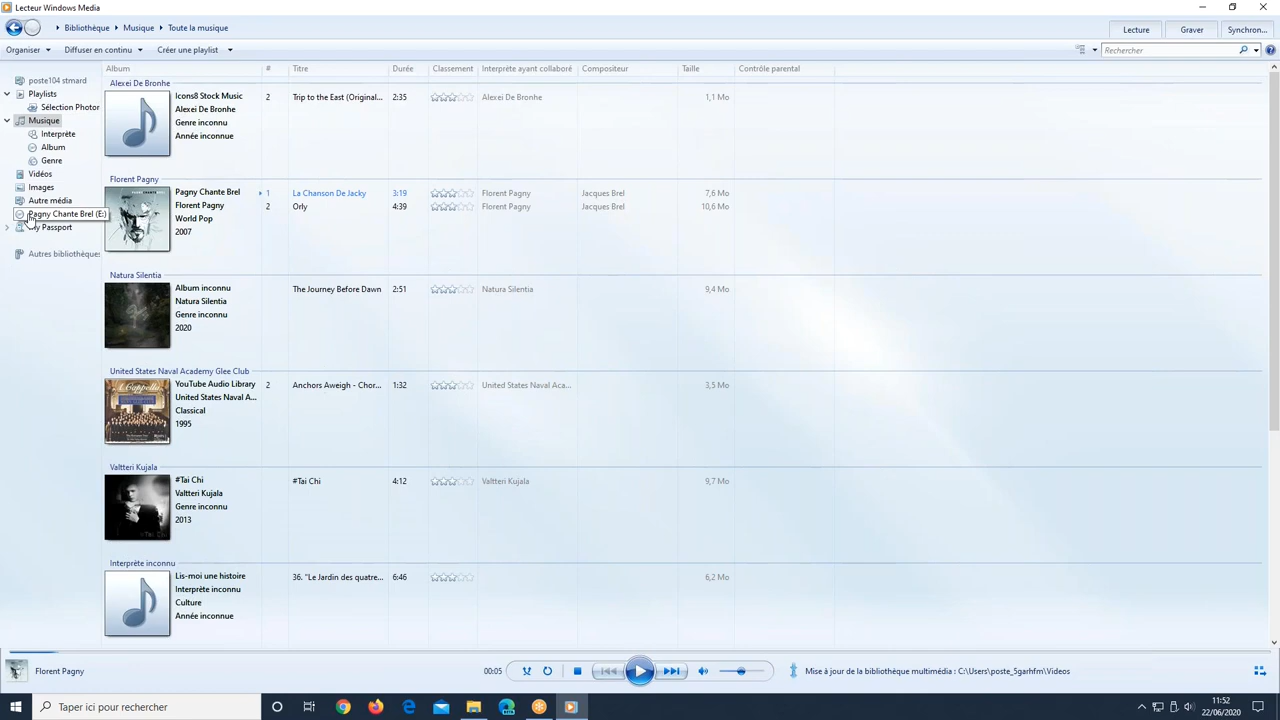 Lecteur Windows Media
Bibliothèque Musique Toute la musique
Lecture Graver Synchron...
Organiser Diffuser en continu Créer une playlist Rechercher
Album # Titre Durée Classement Interprète ayant collaboré Compositeur Taille Contrôle parental
poste104 stmard
Playlists
Sélection Photor
Musique
Interprète
Album
Genre
Vidéos
Images
Autre média
Pagny Chante Brel (E:)
My Passport
Autres bibliothèques
Alexei De Bronhe
Icons8 Stock Music 2 Trip to the East (Original... 2:35 Alexei De Bronhe 1,1 Mo
Alexei De Bronhe
Genre inconnu
Année inconnue
Florent Pagny
Pagny Chante Brel 1 La Chanson De Jacky 3:19 Florent Pagny Jacques Brel 7,6 Mo
Florent Pagny 2 Orly 4:39 Florent Pagny Jacques Brel 10,6 Mo
World Pop
2007
Natura Silentia
Album inconnu The Journey Before Dawn 2:51 Natura Silentia 9,4 Mo
Natura Silentia
Genre inconnu
2020
United States Naval Academy Glee Club
YouTube Audio Library 2 Anchors Aweigh - Chor... 1:32 United States Naval Aca... 3,5 Mo
United States Naval A...
Classical
1995
Valtteri Kujala
#Tai Chi #Tai Chi 4:12 Valtteri Kujala 9,7 Mo
Valtteri Kujala
Genre inconnu
2013
Interprète inconnu
Lis-moi une histoire 36. "Le Jardin des quatre... 6:46 6,2 Mo
Interprète inconnu
Culture
Année inconnue
Florent Pagny 00:05 Mise à jour de la bibliothèque multimédia : C:\Users\poste_5garhfm\Videos
Taper ici pour rechercher
11:52
22/06/2020